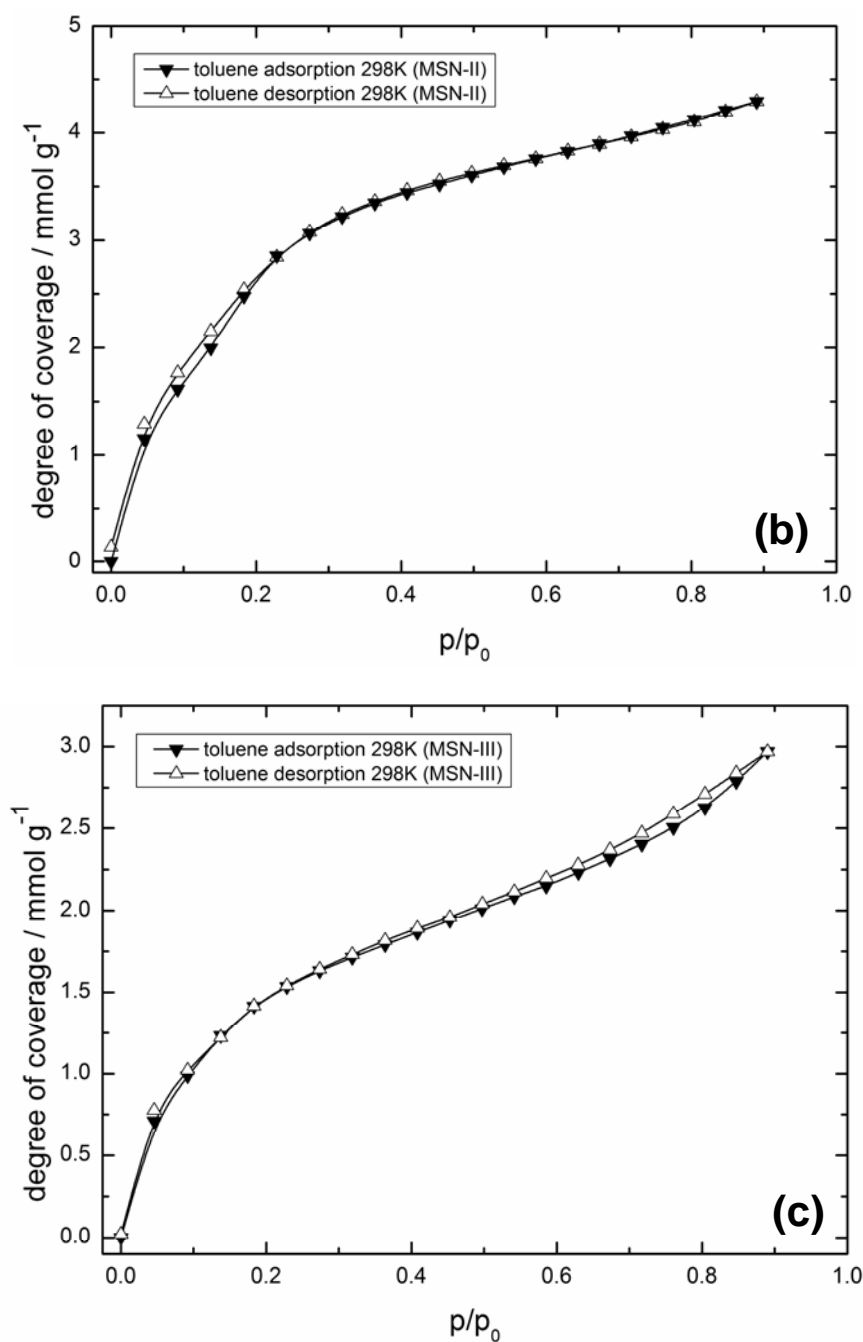 5
toluene adsorption 298K (MSN-II)
toluene desorption 298K (MSN-II)
4
3
2
1
0
degree of coverage / mmol g⁻¹
(b)
0.0 0.2 0.4 0.6 0.8 1.0
p/p₀
toluene adsorption 298K (MSN-III)
toluene desorption 298K (MSN-III)
3.0
2.5
2.0
1.5
1.0
0.5
0.0
degree of coverage / mmol g⁻¹
(c)
0.0 0.2 0.4 0.6 0.8 1.0
p/p₀